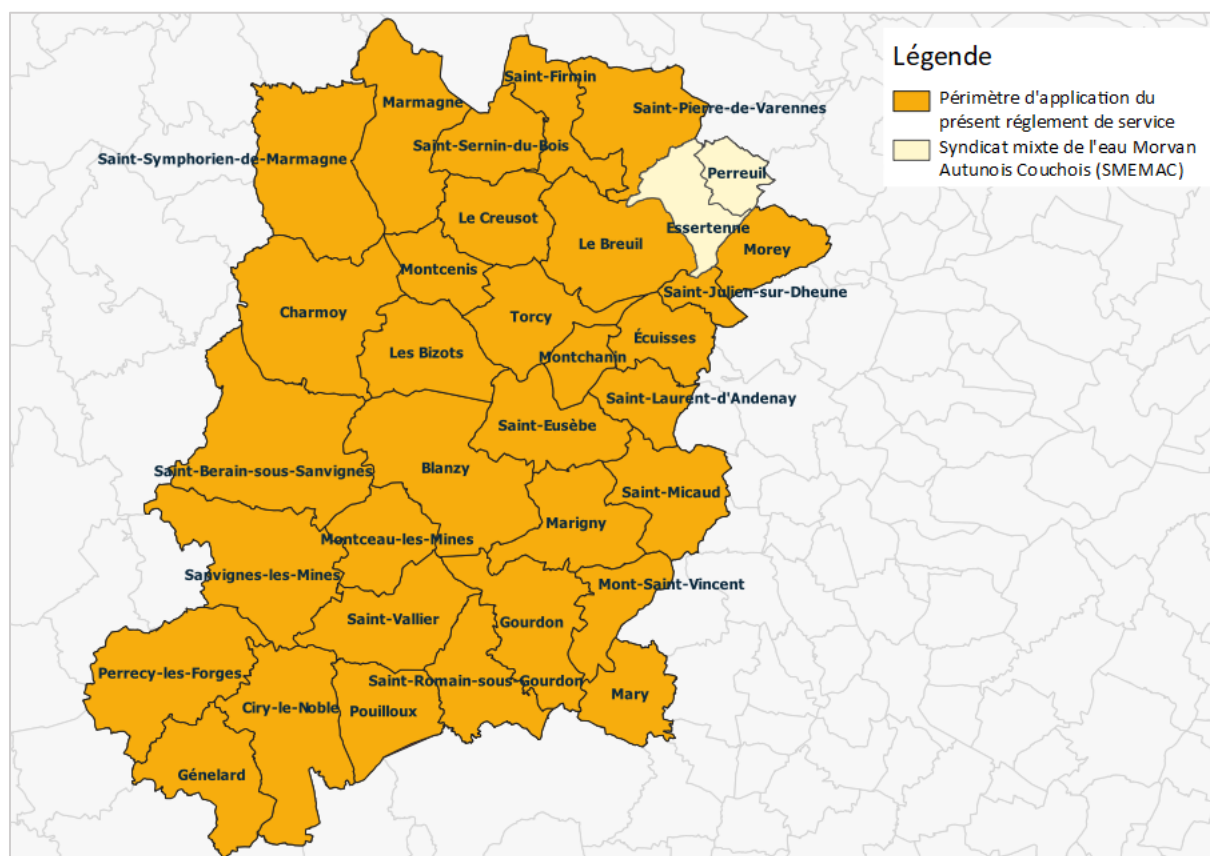 Légende
Périmètre d'application du
présent réglement de service
Syndicat mixte de l'eau Morvan
Autunois Couchois (SMEMAC)
Saint-Firmin
Marmagne
Saint-Pierre-de-Varennes
Saint-Sernin-du-Bois
Saint-Symphorien-de-Marmagne
Perreuil
Le Creusot
Essertenne
Le Breuil
Morey
Montcenis
Saint-Julien-sur-Dheune
Charmoy
Torcy
Écuisses
Les Bizots
Montchanin
Saint-Laurent-d'Andenay
Saint-Eusèbe
Blanzy
Saint-Berain-sous-Sanvignes
Saint-Micaud
Marigny
Montceau-les-Mines
Sanvignes-les-Mines
Mont-Saint-Vincent
Saint-Vallier
Gourdon
Perrecy-les-Forges
Saint-Romain-sous-Gourdon
Mary
Ciry-le-Noble
Pouilloux
Génelard